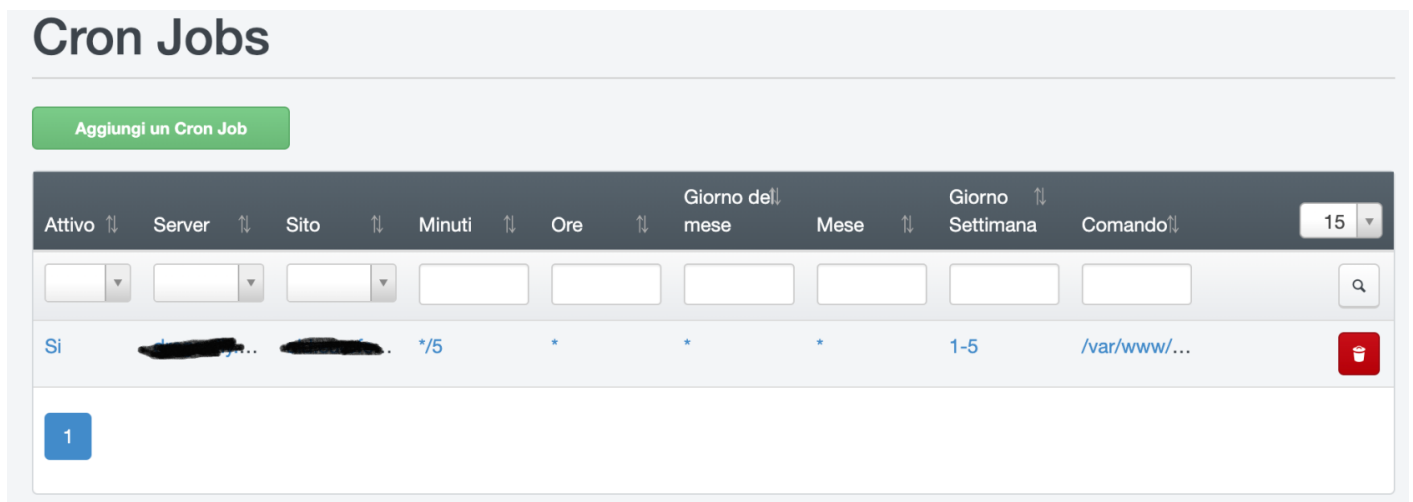 Cron Jobs
Aggiungi un Cron Job
Attivo Server Sito Minuti Ore Giorno del mese Mese Giorno Settimana Comando 15
Si */5 * * * 1-5 /var/www/...
1